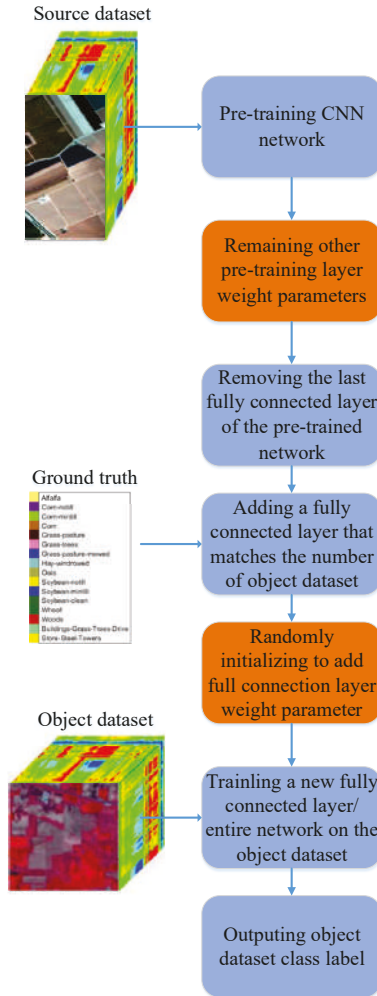 Source dataset
Pre-training CNN
network
Remaining other
pre-training layer
weight parameters
Removing the last
fully connected layer
of the pre-trained
network
Ground truth
Alfalfa
Corn-notill
Corn-mintill
Corn
Grass-pasture
Grass-trees
Grass-pasture-mowed
Hay-windrowed
Oats
Soybean-notill
Soybean-mintill
Soybean-clean
Wheat
Woods
Buildings-Grass-Trees-Drive
Stone-Steel-Towers
Adding a fully
connected layer that
matches the number
of object dataset
Randomly
initializing to add
full connection layer
weight parameter
Object dataset
Trainling a new fully
connected layer/
entire network on the
object dataset
Outputing object
dataset class label